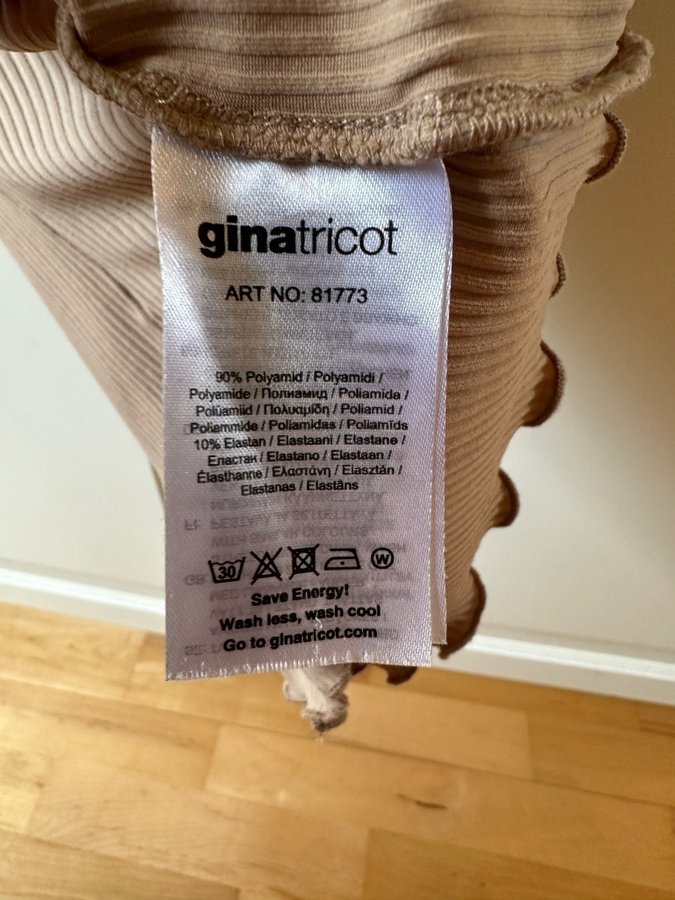 ginatricot
ART NO: 81773
90% Polyamid / Polyamidi /
Polyamide / Полиамид / Poliamida /
Polüamiid / Πολυαμίδη / Poliamid /
Poliammide / Poliamidas / Poliamīds
10% Elastan / Elastaani / Elastane /
Еластан / Elastano / Elastaan /
Élasthanne / Ελαστάνη / Elasztán /
Elastanas / Elastāns
30 W
Save Energy!
Wash less, wash cool
Go to ginatricot.com